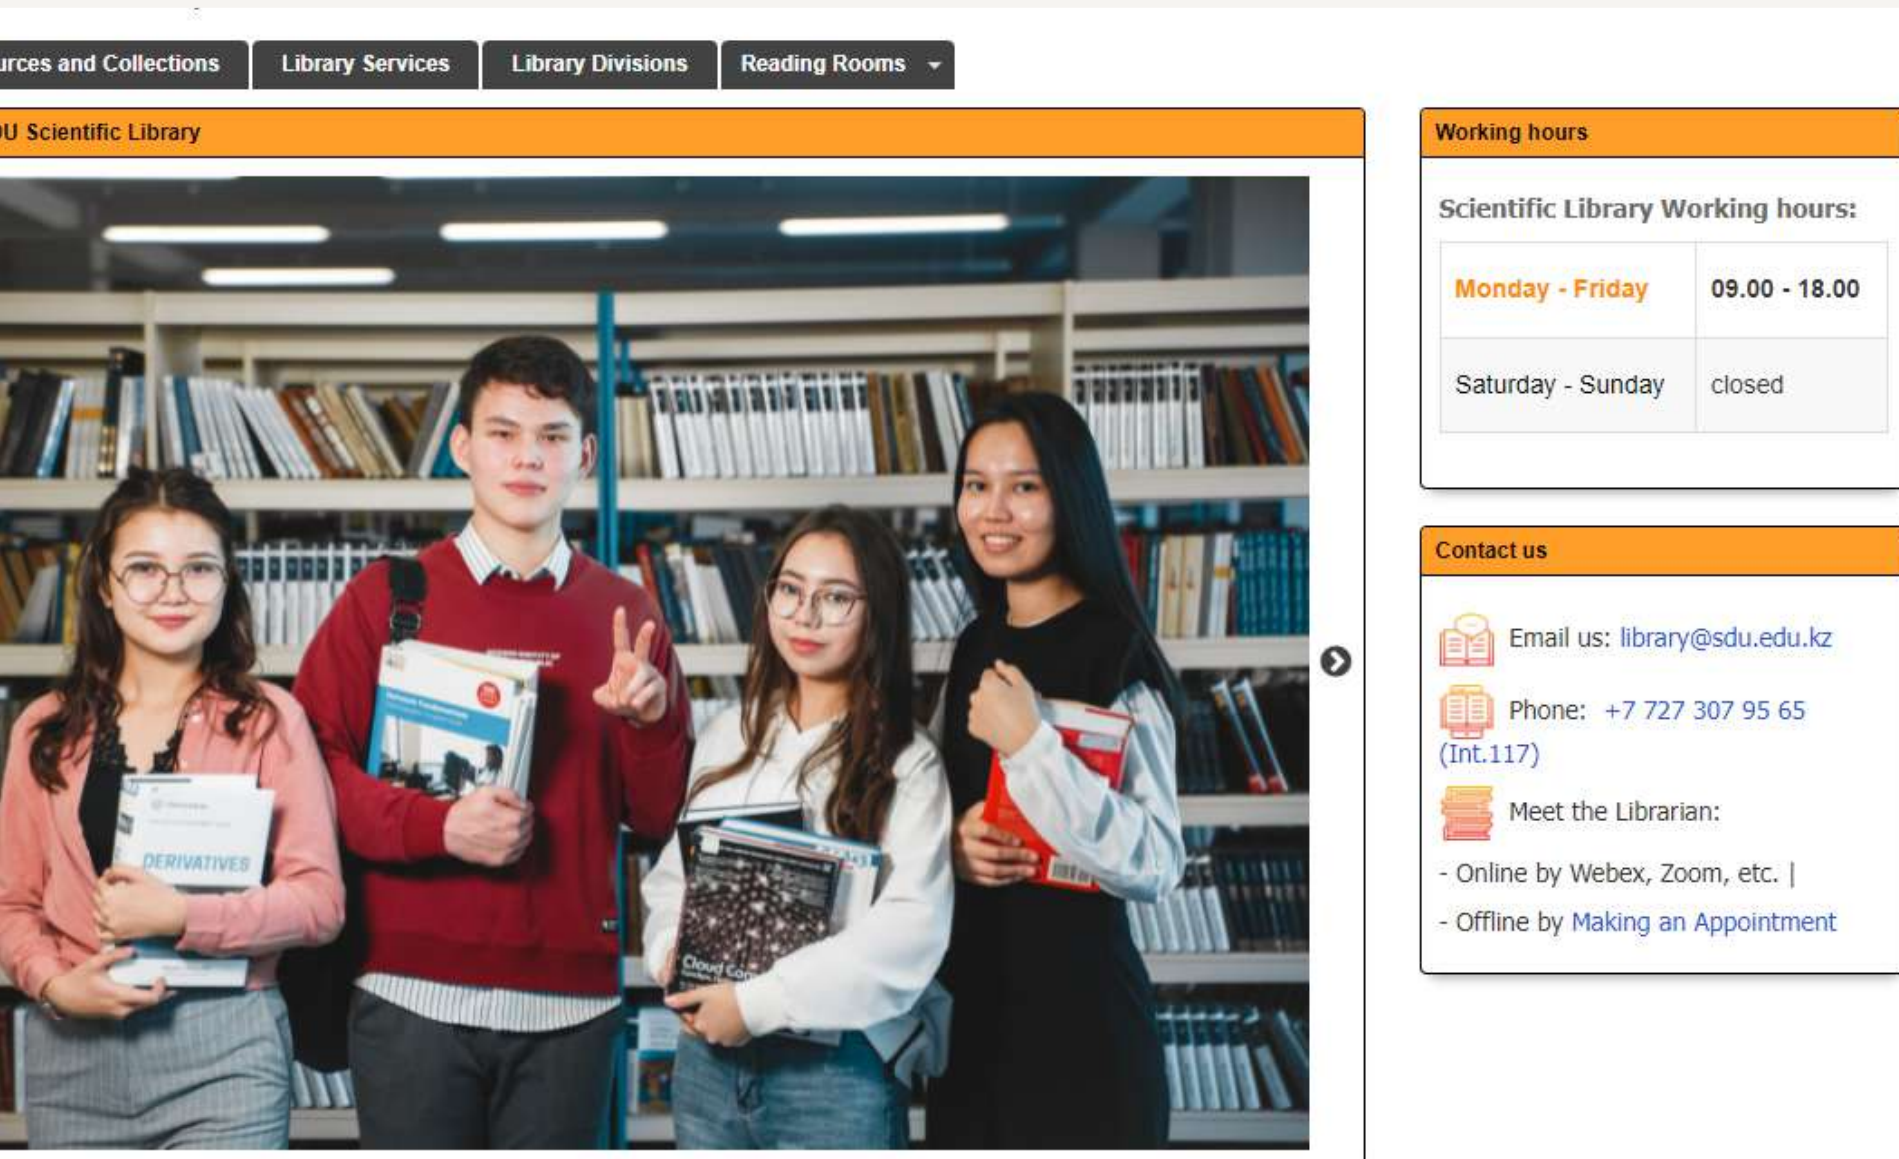 urces and Collections
Library Services
Library Divisions
Reading Rooms
U Scientific Library
DERIVATIVES
Cloud
Working hours
Scientific Library Working hours:
Monday - Friday 09.00 - 18.00
Saturday - Sunday closed
Contact us
Email us: library@sdu.edu.kz
Phone: +7 727 307 95 65
(Int.117)
Meet the Librarian:
- Online by Webex, Zoom, etc. |
- Offline by Making an Appointment